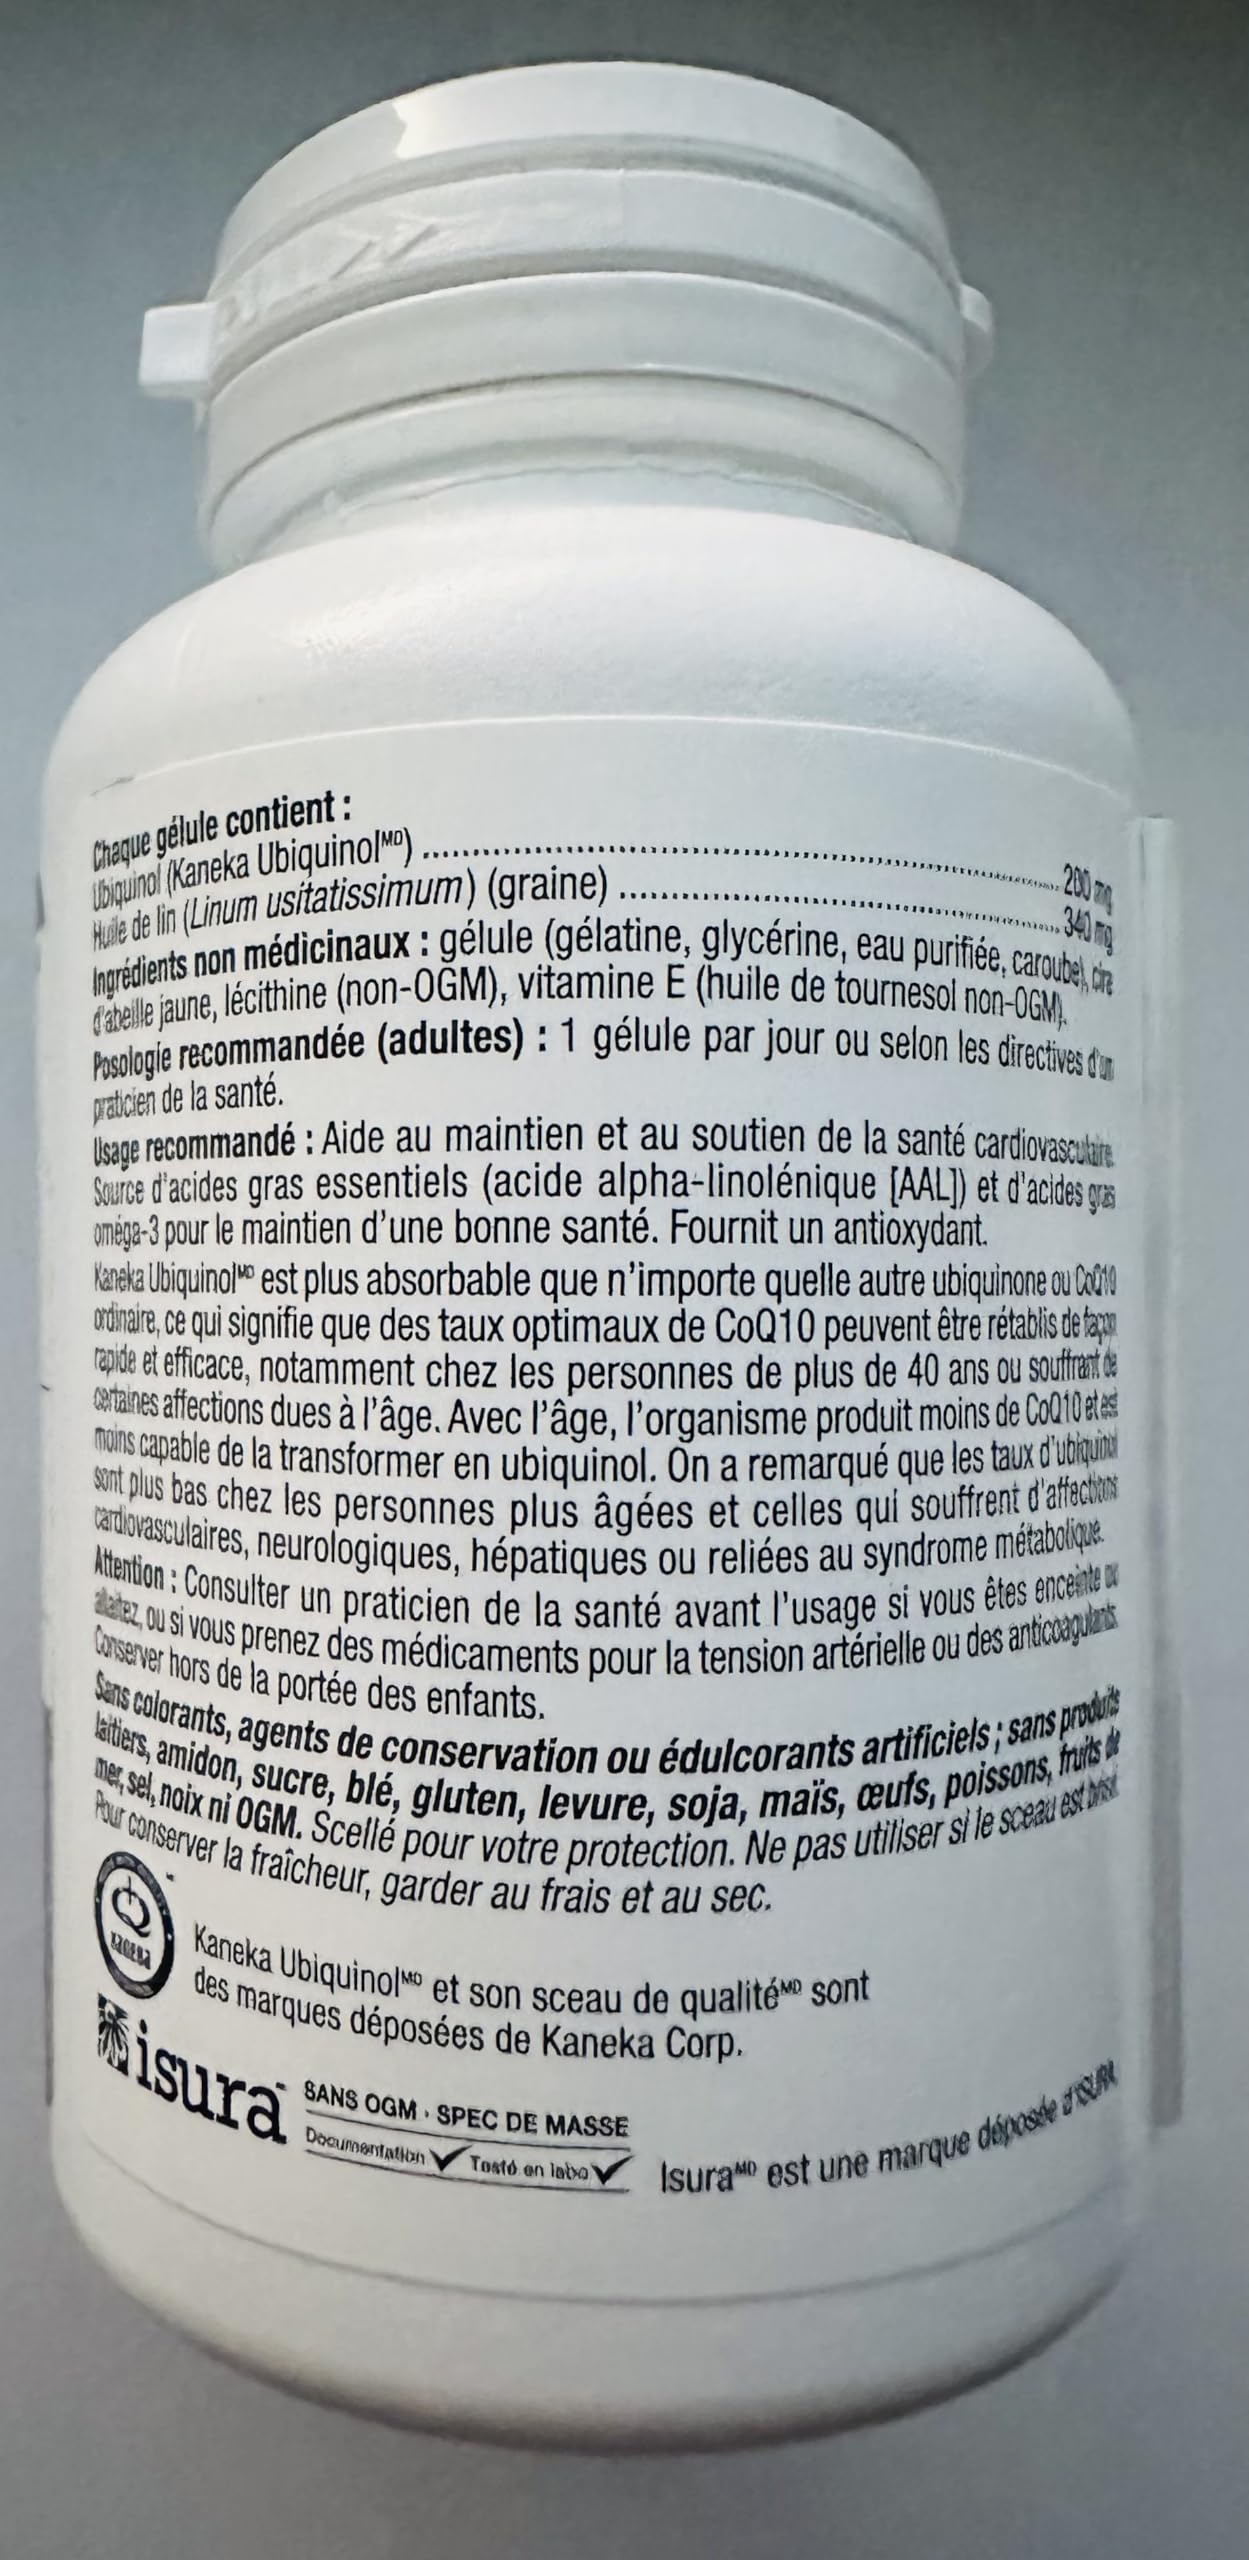 Chaque gélule contient :
Ubiquinol (Kaneka Ubiquinolᴹᴰ) ........ 200 mg
Huile de lin (Linum usitatissimum) (graine) ........ 340 mg
Ingrédients non médicinaux : gélule (gélatine, glycérine, eau purifiée, caroube), cire
d'abeille jaune, lécithine (non-OGM), vitamine E (huile de tournesol non-OGM).
Posologie recommandée (adultes) : 1 gélule par jour ou selon les directives d'un
praticien de la santé.
Usage recommandé : Aide au maintien et au soutien de la santé cardiovasculaire.
Source d'acides gras essentiels (acide alpha-linolénique [AAL]) et d'acides gras
oméga-3 pour le maintien d'une bonne santé. Fournit un antioxydant.
Kaneka Ubiquinolᴹᴰ est plus absorbable que n'importe quelle autre ubiquinone ou CoQ10
ordinaire, ce qui signifie que des taux optimaux de CoQ10 peuvent être rétablis de façon
rapide et efficace, notamment chez les personnes de plus de 40 ans ou souffrant de
certaines affections dues à l'âge. Avec l'âge, l'organisme produit moins de CoQ10 et est
moins capable de la transformer en ubiquinol. On a remarqué que les taux d'ubiquinol
sont plus bas chez les personnes plus âgées et celles qui souffrent d'affections
cardiovasculaires, neurologiques, hépatiques ou reliées au syndrome métabolique.
Attention : Consulter un praticien de la santé avant l'usage si vous êtes enceinte ou
allaitez, ou si vous prenez des médicaments pour la tension artérielle ou des anticoagulants.
Conserver hors de la portée des enfants.
Sans colorants, agents de conservation ou édulcorants artificiels ; sans produits
laitiers, amidon, sucre, blé, gluten, levure, soja, maïs, œufs, poissons, fruits de
mer, sel, noix ni OGM. Scellé pour votre protection. Ne pas utiliser si le sceau est brisé.
Pour conserver la fraîcheur, garder au frais et au sec.
KANEKA
Kaneka Ubiquinolᴹᴰ et son sceau de qualitéᴹᴰ sont
des marques déposées de Kaneka Corp.
isura™
SANS OGM · SPEC DE MASSE
Documentation ✓ Testé en labo ✓
Isuraᴹᴰ est une marque déposée d'ISURA.